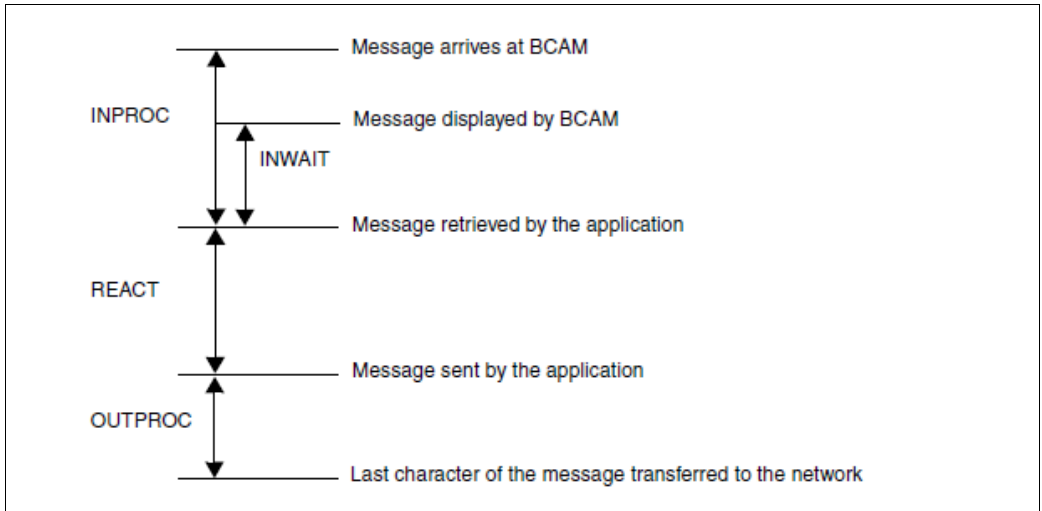 Message arrives at BCAM
INPROC
Message displayed by BCAM
INWAIT
Message retrieved by the application
REACT
Message sent by the application
OUTPROC
Last character of the message transferred to the network